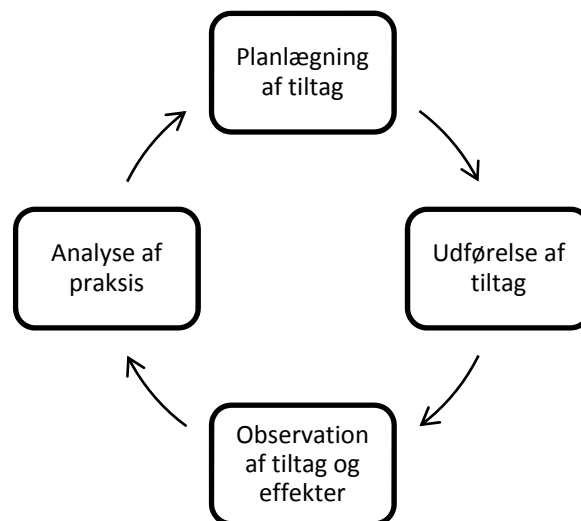 Planlægning
af tiltag
Udførelse af
tiltag
Observation
af tiltag og
effekter
Analyse af
praksis